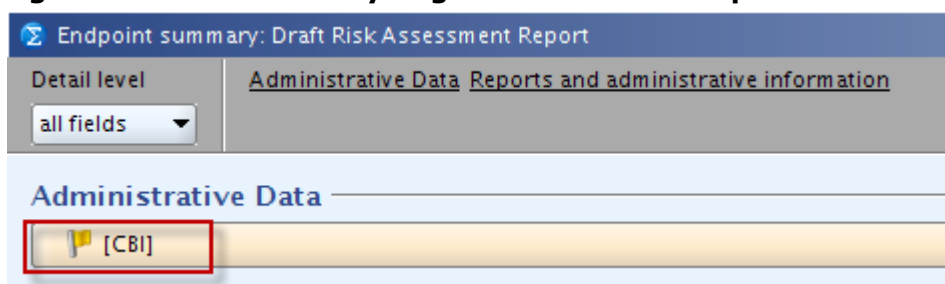 Endpoint summary: Draft Risk Assessment Report
Detail level
Administrative Data Reports and administrative information
all fields
Administrative Data
[CBI]